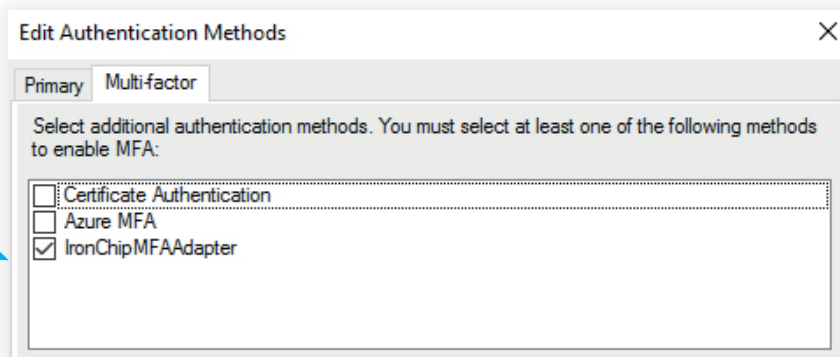 Edit Authentication Methods
Primary Multi-factor
Select additional authentication methods. You must select at least one of the following methods
to enable MFA:
Certificate Authentication
Azure MFA
IronChipMFAAdapter